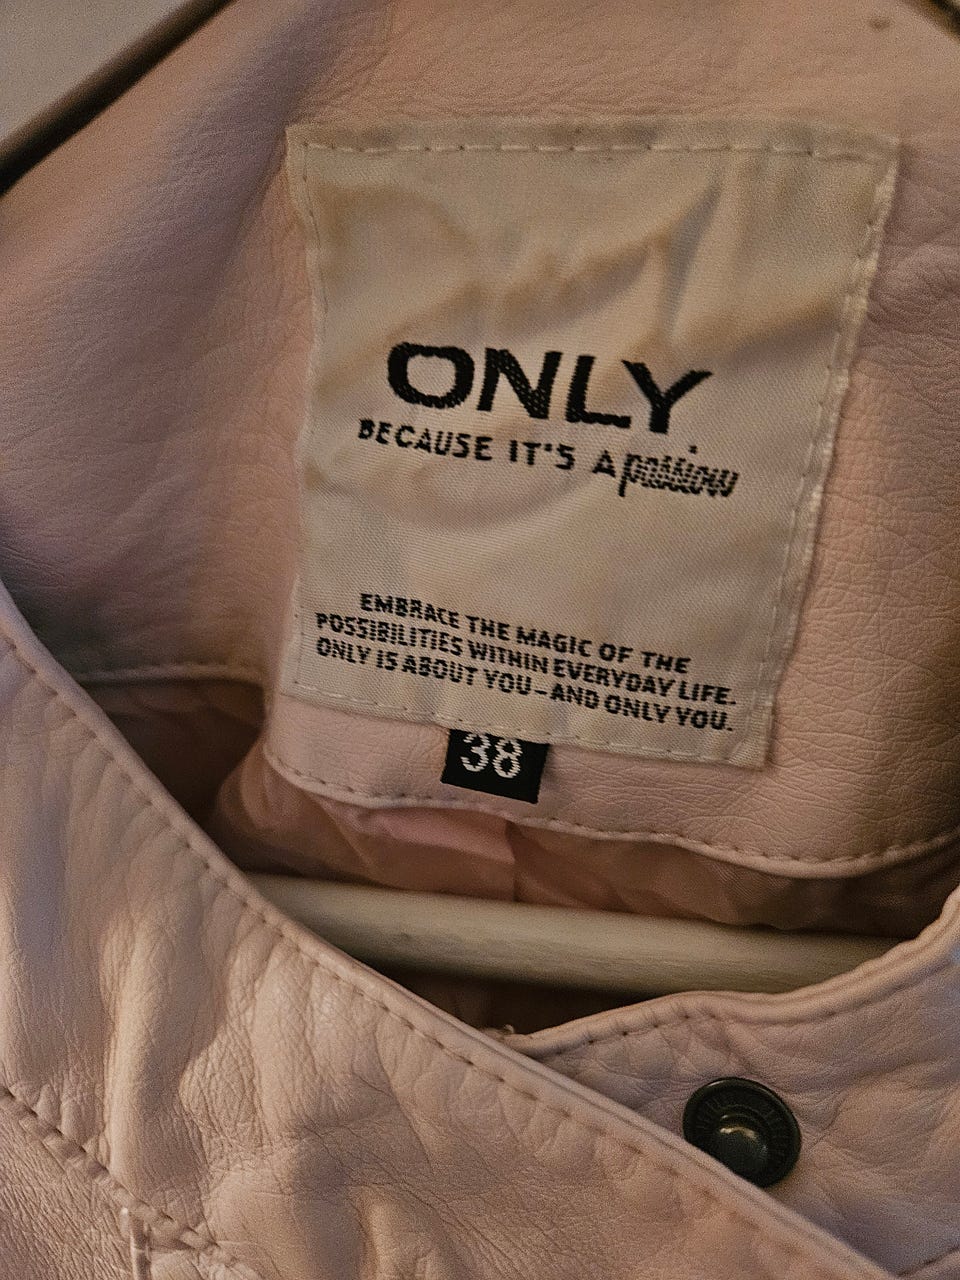 ONLY
BECAUSE IT'S A passion
EMBRACE THE MAGIC OF THE
POSSIBILITIES WITHIN EVERYDAY LIFE.
ONLY IS ABOUT YOU–AND ONLY YOU.
38